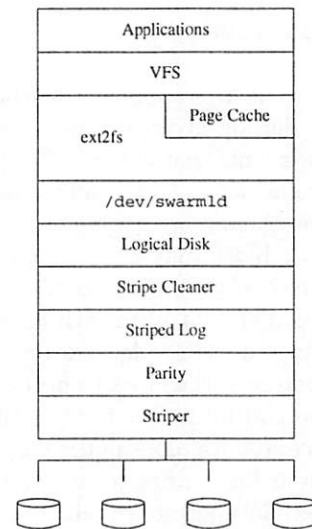 Applications
VFS
Page Cache
ext2fs
/dev/swarmld
Logical Disk
Stripe Cleaner
Striped Log
Parity
Striper